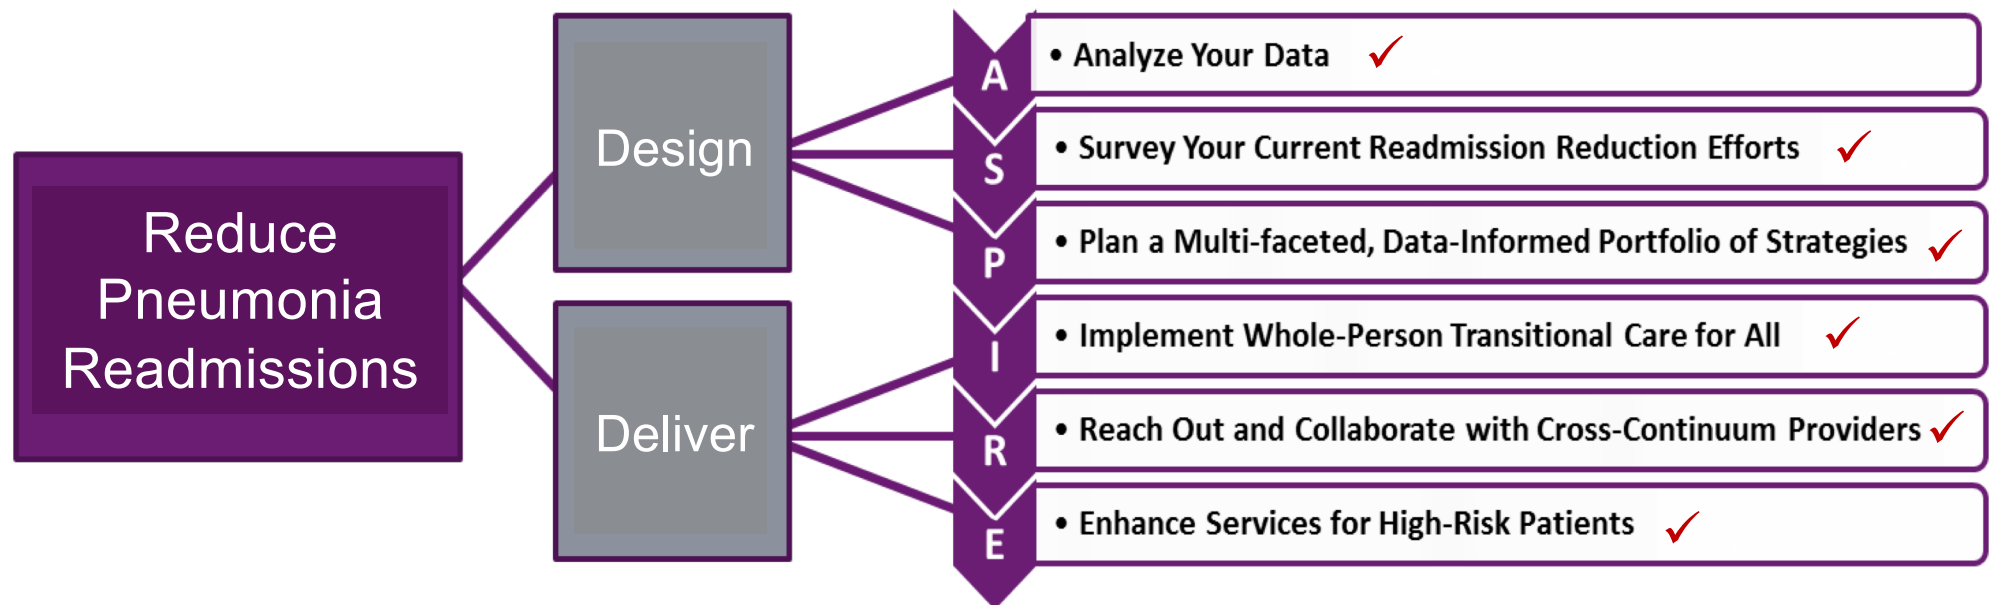 Reduce
Pneumonia
Readmissions
Design
Deliver
A
• Analyze Your Data ✓
S
• Survey Your Current Readmission Reduction Efforts ✓
P
• Plan a Multi-faceted, Data-Informed Portfolio of Strategies ✓
I
• Implement Whole-Person Transitional Care for All ✓
R
• Reach Out and Collaborate with Cross-Continuum Providers ✓
E
• Enhance Services for High-Risk Patients ✓